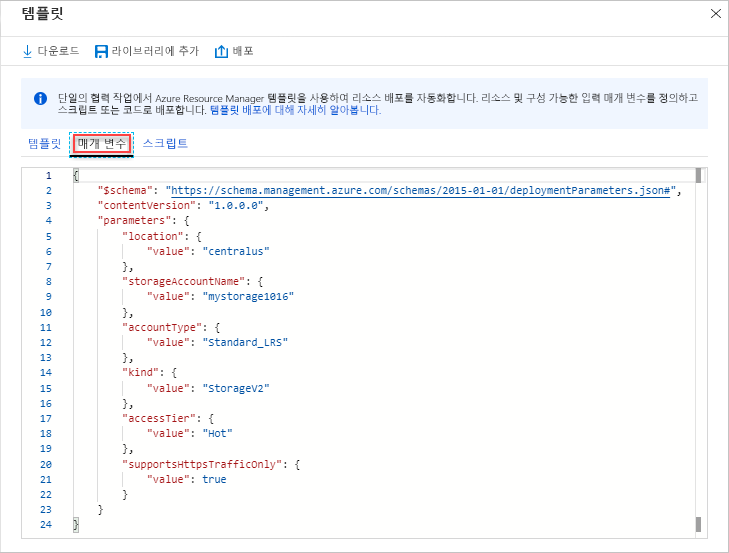 템플릿
다운로드 라이브러리에 추가 배포
단일의 협력 작업에서 Azure Resource Manager 템플릿을 사용하여 리소스 배포를 자동화합니다. 리소스 및 구성 가능한 입력 매개 변수를 정의하고
스크립트 또는 코드로 배포합니다. 템플릿 배포에 대해 자세히 알아봅니다.
템플릿 매개 변수 스크립트
1 {
2 "$schema": "https://schema.management.azure.com/schemas/2015-01-01/deploymentParameters.json#",
3 "contentVersion": "1.0.0.0",
4 "parameters": {
5 "location": {
6 "value": "centralus"
7 },
8 "storageAccountName": {
9 "value": "mystorage1016"
10 },
11 "accountType": {
12 "value": "Standard_LRS"
13 },
14 "kind": {
15 "value": "StorageV2"
16 },
17 "accessTier": {
18 "value": "Hot"
19 },
20 "supportsHttpsTrafficOnly": {
21 "value": true
22 }
23 }
24 }